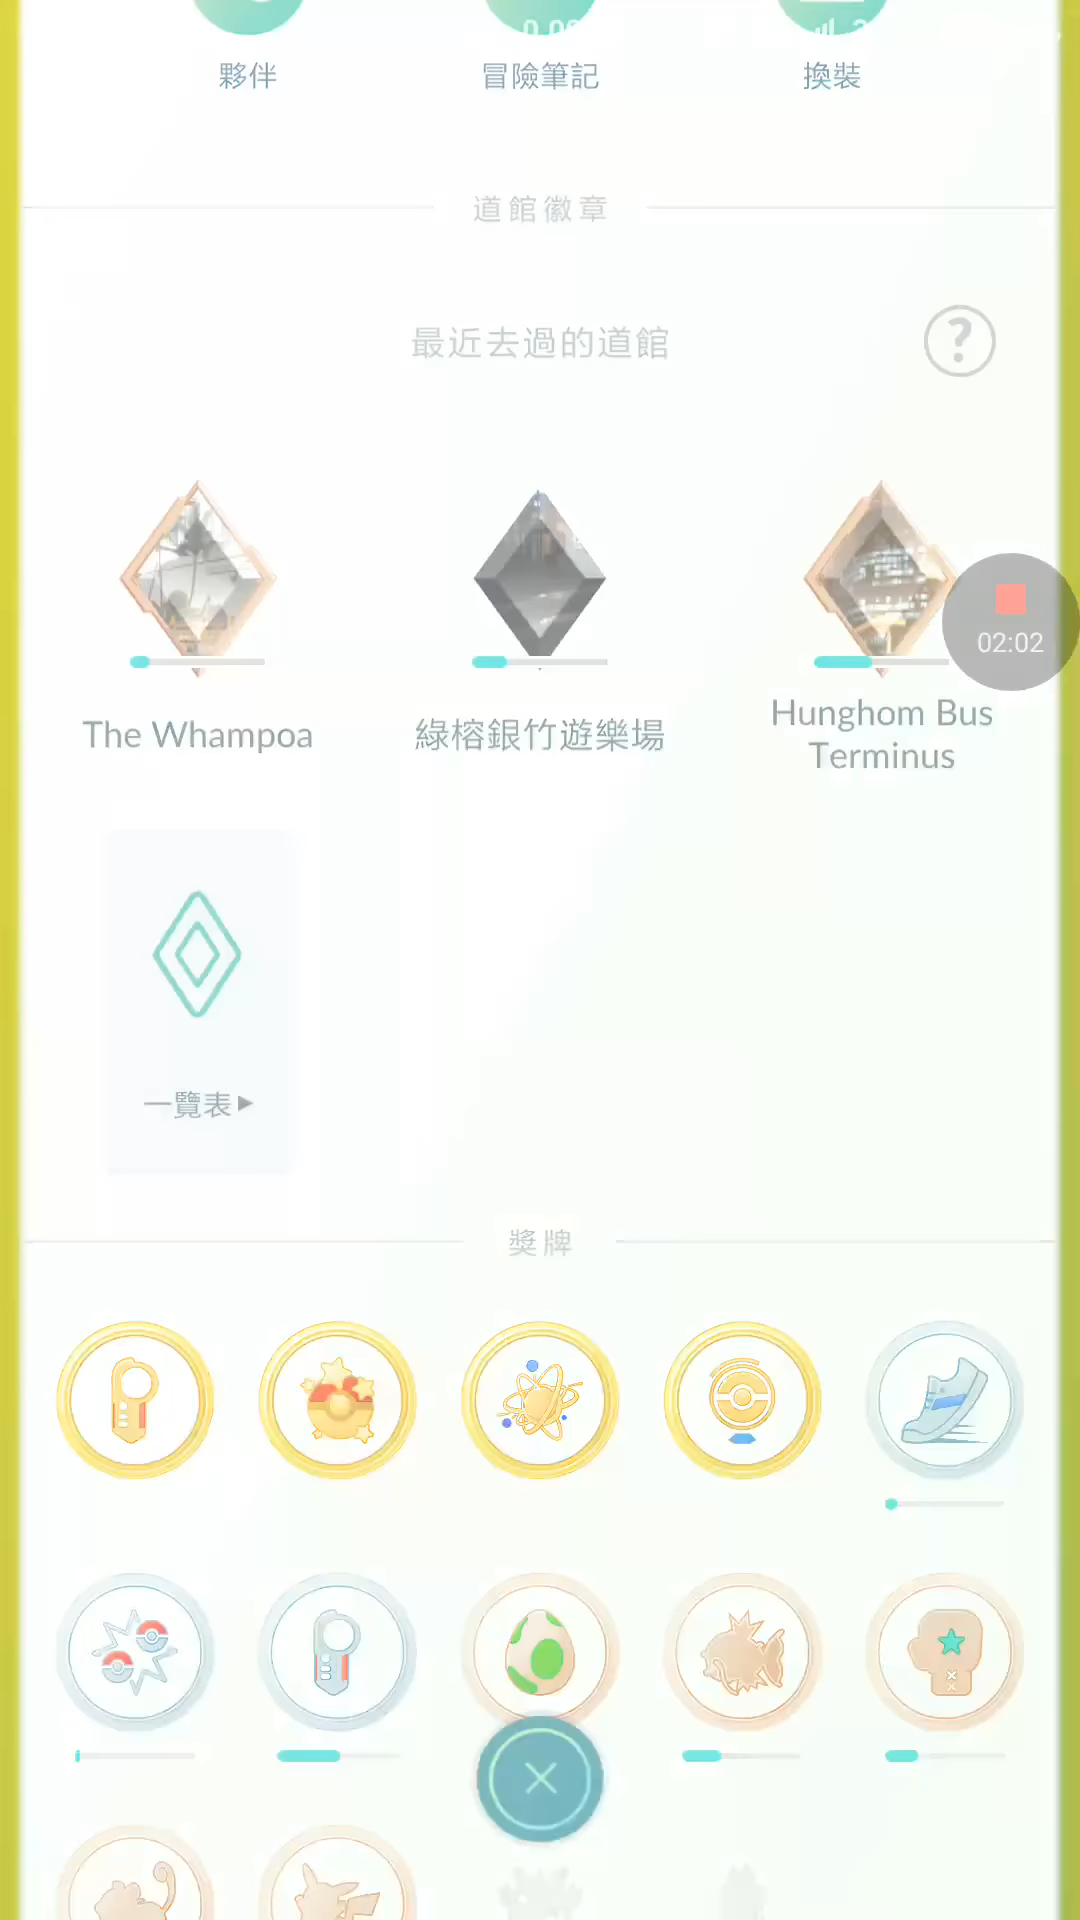 夥伴
冒險筆記
換裝
道館徽章
最近去過的道館
?
02:02
The Whampoa
綠榕銀竹遊樂場
Hunghom Bus
Terminus
一覽表▶
獎牌